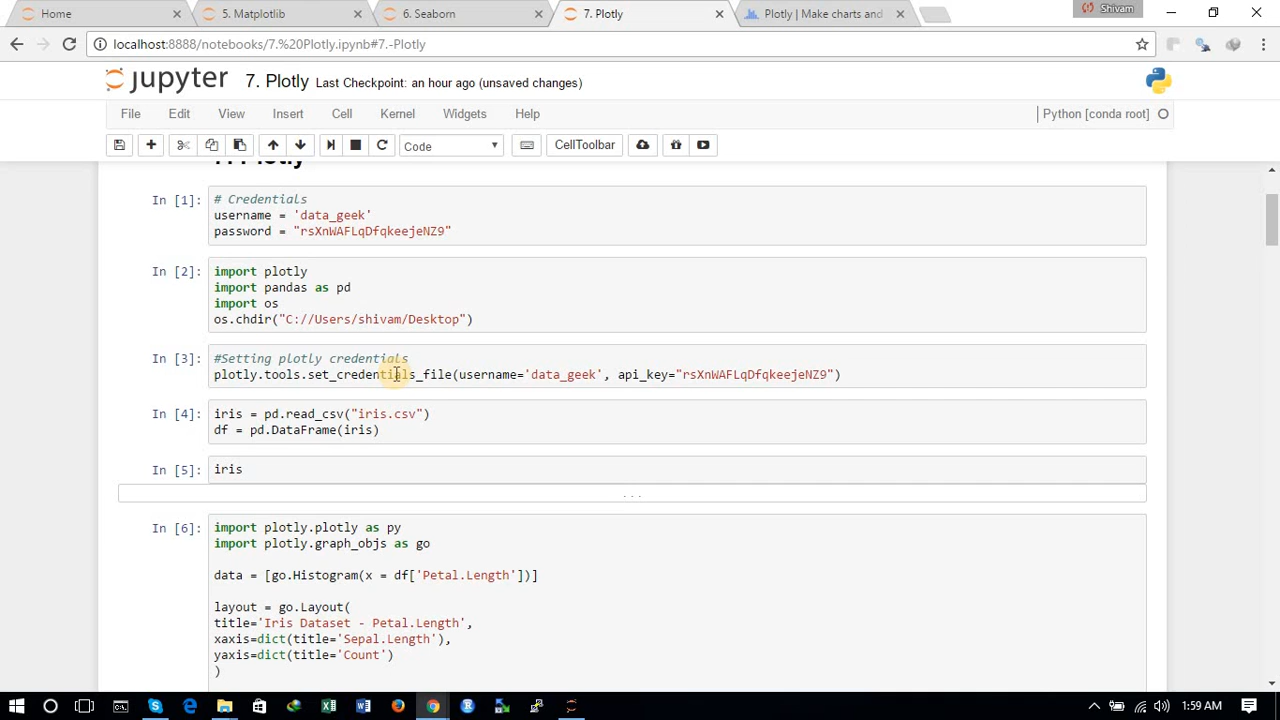 Home
5. Matplotlib
6. Seaborn
7. Plotly
Plotly | Make charts and
Shivam
localhost:8888/notebooks/7.%20Plotly.ipynb#7.-Plotly
jupyter 7. Plotly Last Checkpoint: an hour ago (unsaved changes)
File Edit View Insert Cell Kernel Widgets Help
Python [conda root]
Code
CellToolbar
7. Plotly
In [1]: # Credentials
username = 'data_geek'
password = "rsXnWAFLqDfqkeejeNZ9"
In [2]: import plotly
import pandas as pd
import os
os.chdir("C://Users/shivam/Desktop")
In [3]: #Setting plotly credentials
plotly.tools.set_credentials_file(username='data_geek', api_key="rsXnWAFLqDfqkeejeNZ9")
In [4]: iris = pd.read_csv("iris.csv")
df = pd.DataFrame(iris)
In [5]: iris
...
In [6]: import plotly.plotly as py
import plotly.graph_objs as go
data = [go.Histogram(x = df['Petal.Length'])]
layout = go.Layout(
title='Iris Dataset - Petal.Length',
xaxis=dict(title='Sepal.Length'),
yaxis=dict(title='Count')
)
1:59 AM